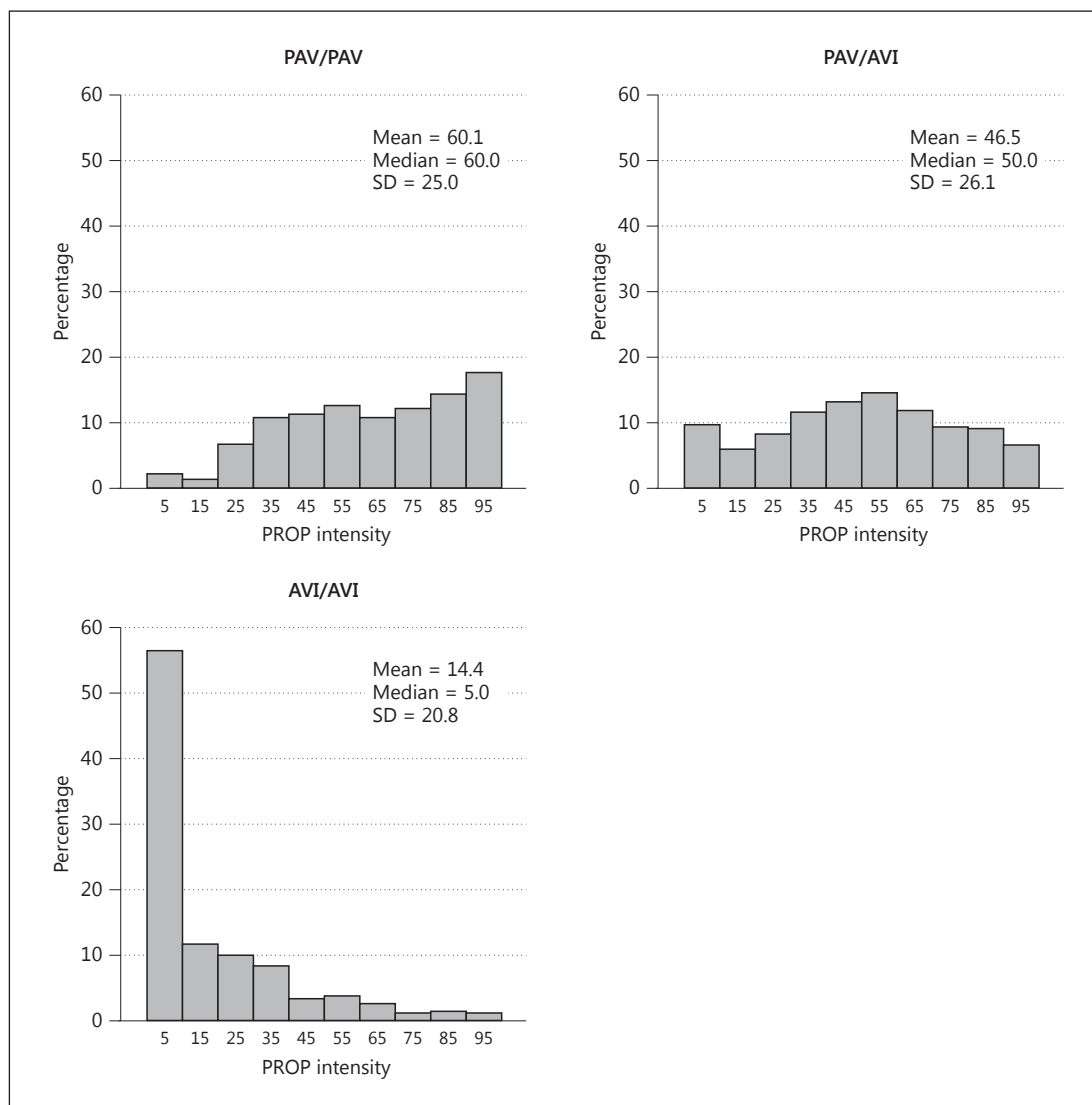 PAV/PAV
60
50
40
30
20
10
0
Percentage
Mean = 60.1
Median = 60.0
SD = 25.0
5 15 25 35 45 55 65 75 85 95
PROP intensity
PAV/AVI
60
50
40
30
20
10
0
Percentage
Mean = 46.5
Median = 50.0
SD = 26.1
5 15 25 35 45 55 65 75 85 95
PROP intensity
AVI/AVI
60
50
40
30
20
10
0
Percentage
Mean = 14.4
Median = 5.0
SD = 20.8
5 15 25 35 45 55 65 75 85 95
PROP intensity